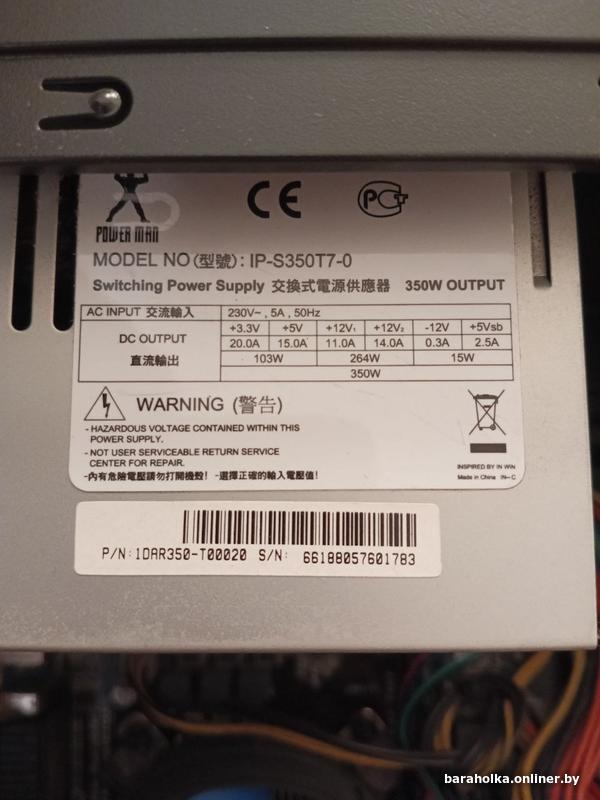 CE PCT
POWER MAN
MODEL NO (型號): IP-S350T7-0
Switching Power Supply 交換式電源供應器 350W OUTPUT
AC INPUT 交流輸入 230V~ , 5A , 50Hz
DC OUTPUT 直流輸出 +3.3V +5V +12V1 +12V2 -12V +5Vsb
20.0A 15.0A 11.0A 14.0A 0.3A 2.5A
103W 264W 15W
350W
WARNING (警告)
- HAZARDOUS VOLTAGE CONTAINED WITHIN THIS
POWER SUPPLY.
- NOT USER SERVICEABLE RETURN SERVICE
CENTER FOR REPAIR.
-內有危險電壓請勿打開機殼! -選擇正確的輸入電壓值!
INSPIRED BY IN WIN
Made in China IN-C
P/N:1DAR350-T00020 S/N: 66188057601783
baraholka.onliner.by